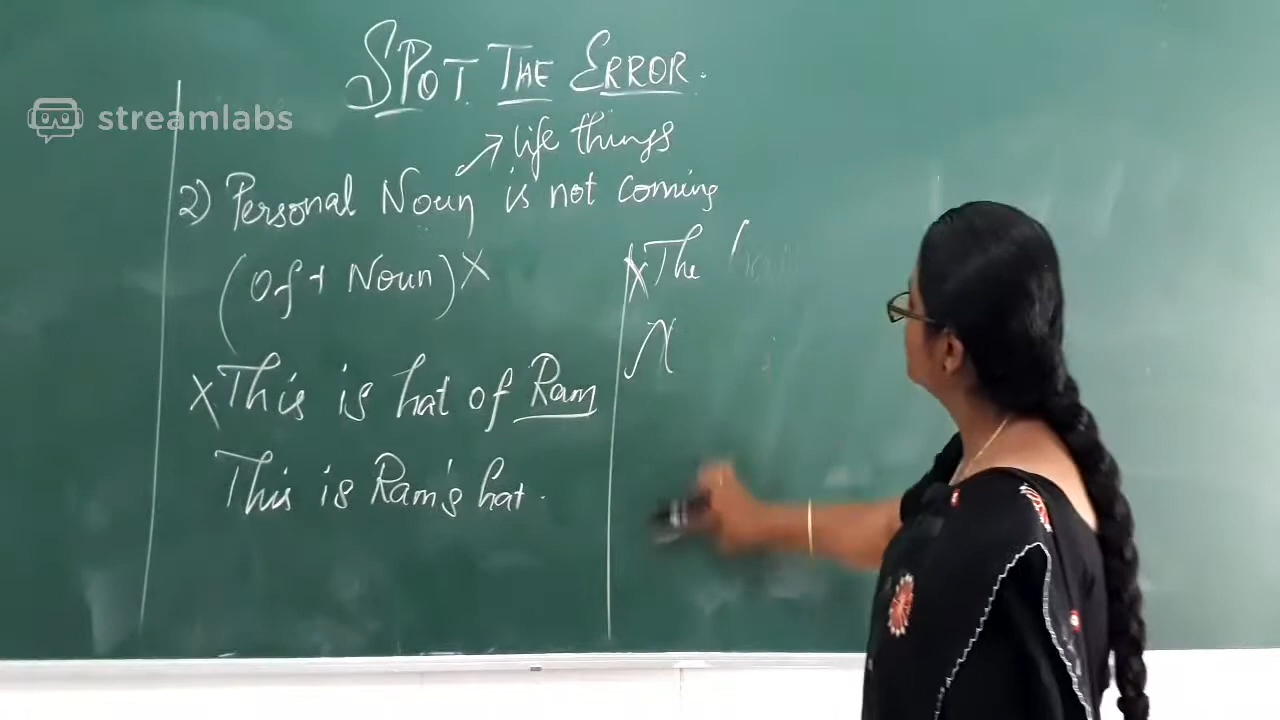 SPOT THE ERROR.
streamlabs
→ life things
2) Personal Noun is not coming
(Of + Noun) X
X This is hat of Ram
This is Ram's hat.
X The